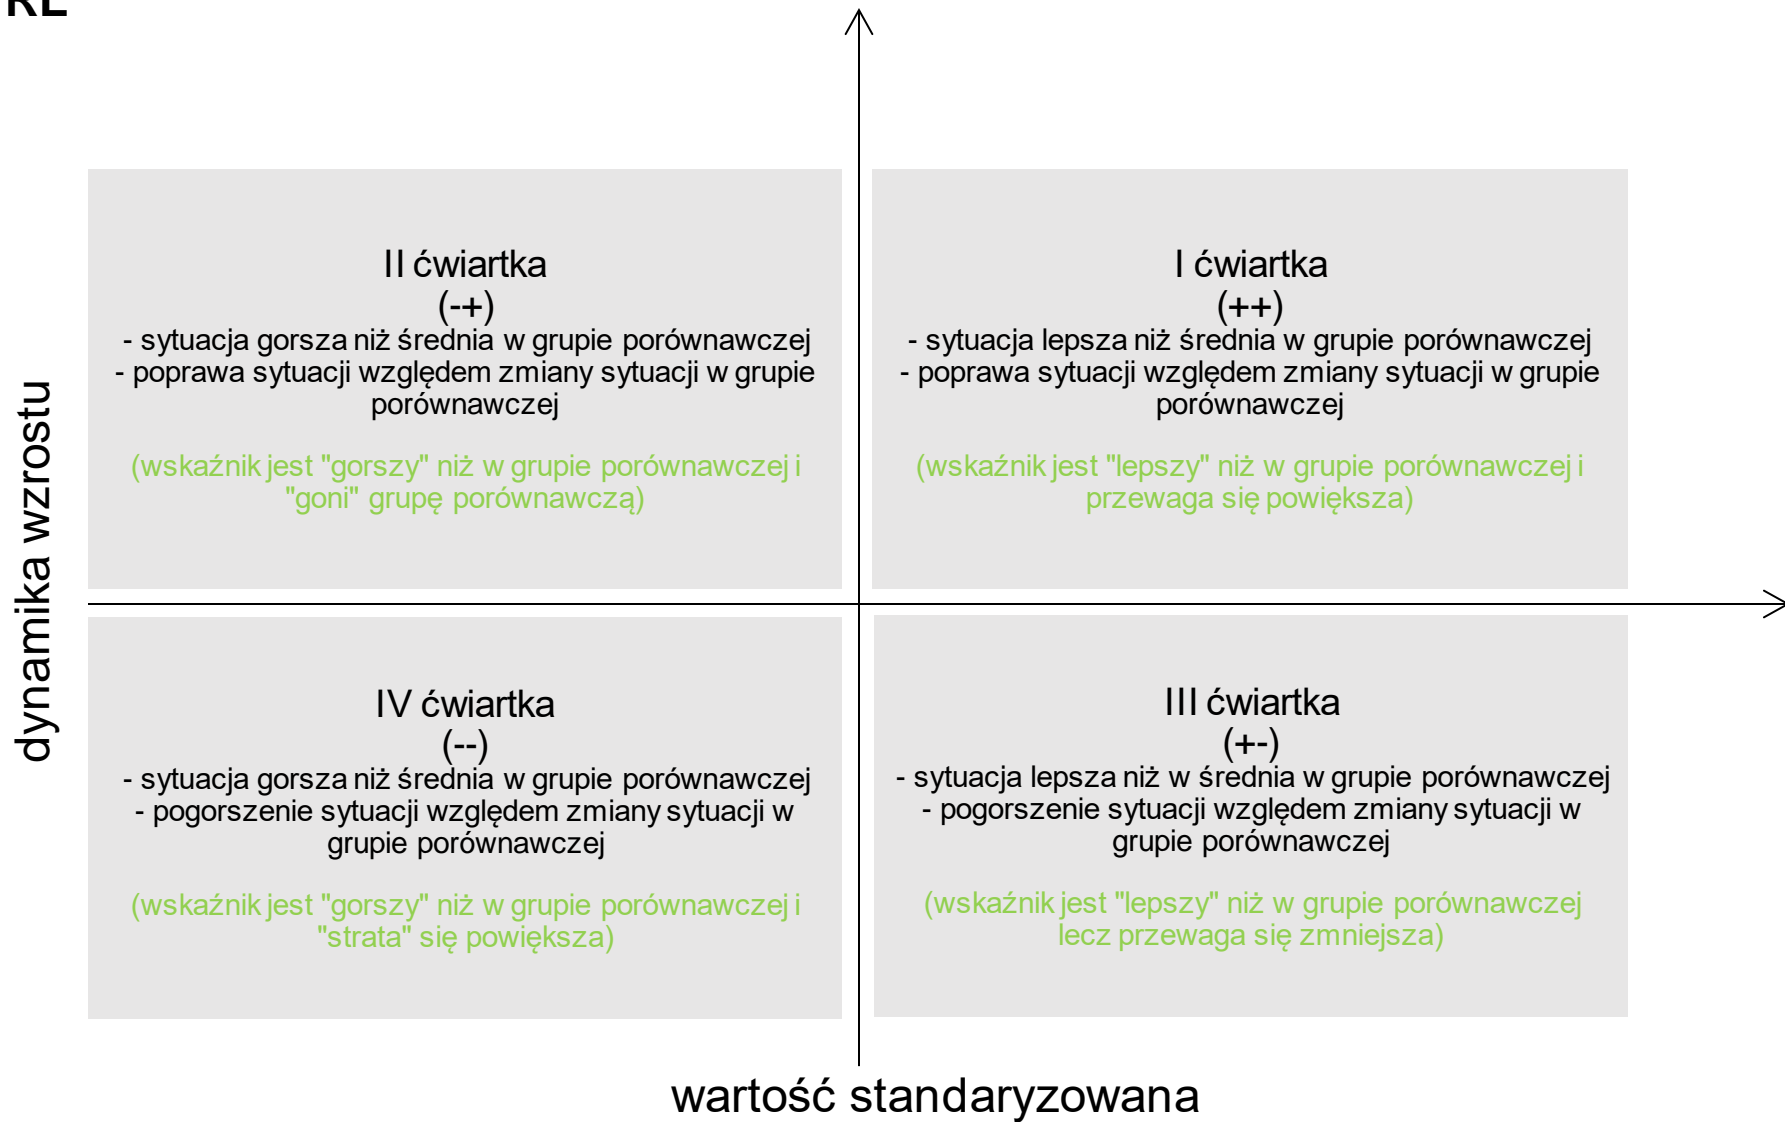 RL
II ćwiartka
(-+)
- sytuacja gorsza niż średnia w grupie porównawczej
- poprawa sytuacji względem zmiany sytuacji w grupie
porównawczej
(wskaźnik jest "gorszy" niż w grupie porównawczej i
"goni" grupę porównawczą)
I ćwiartka
(++)
- sytuacja lepsza niż średnia w grupie porównawczej
- poprawa sytuacji względem zmiany sytuacji w grupie
porównawczej
(wskaźnik jest "lepszy" niż w grupie porównawczej i
przewaga się powiększa)
dynamika wzrostu
IV ćwiartka
(--)
- sytuacja gorsza niż średnia w grupie porównawczej
- pogorszenie sytuacji względem zmiany sytuacji w
grupie porównawczej
(wskaźnik jest "gorszy" niż w grupie porównawczej i
"strata" się powiększa)
III ćwiartka
(+-)
- sytuacja lepsza niż w średnia w grupie porównawczej
- pogorszenie sytuacji względem zmiany sytuacji w
grupie porównawczej
(wskaźnik jest "lepszy" niż w grupie porównawczej
lecz przewaga się zmniejsza)
wartość standaryzowana